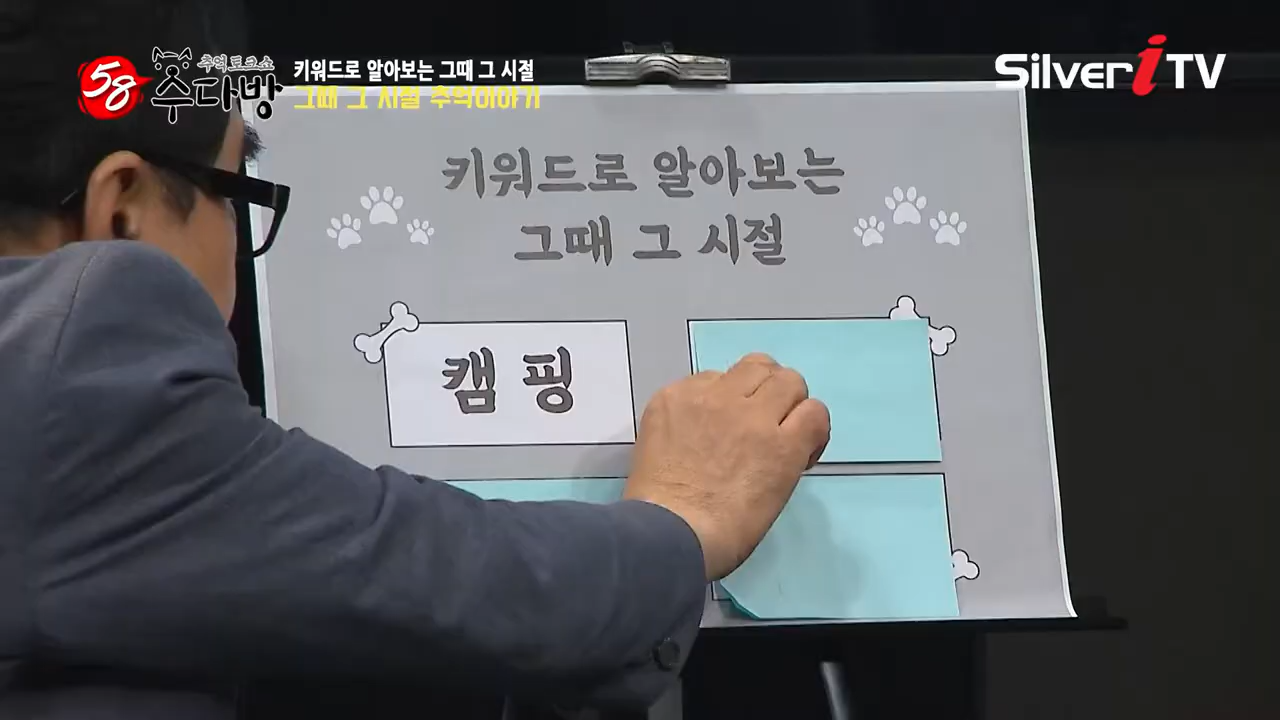 58
추억토크쇼
수다방
키워드로 알아보는 그때 그 시절
그때 그 시절 추억이야기
Silver i TV
키워드로 알아보는
그때 그 시절
캠핑